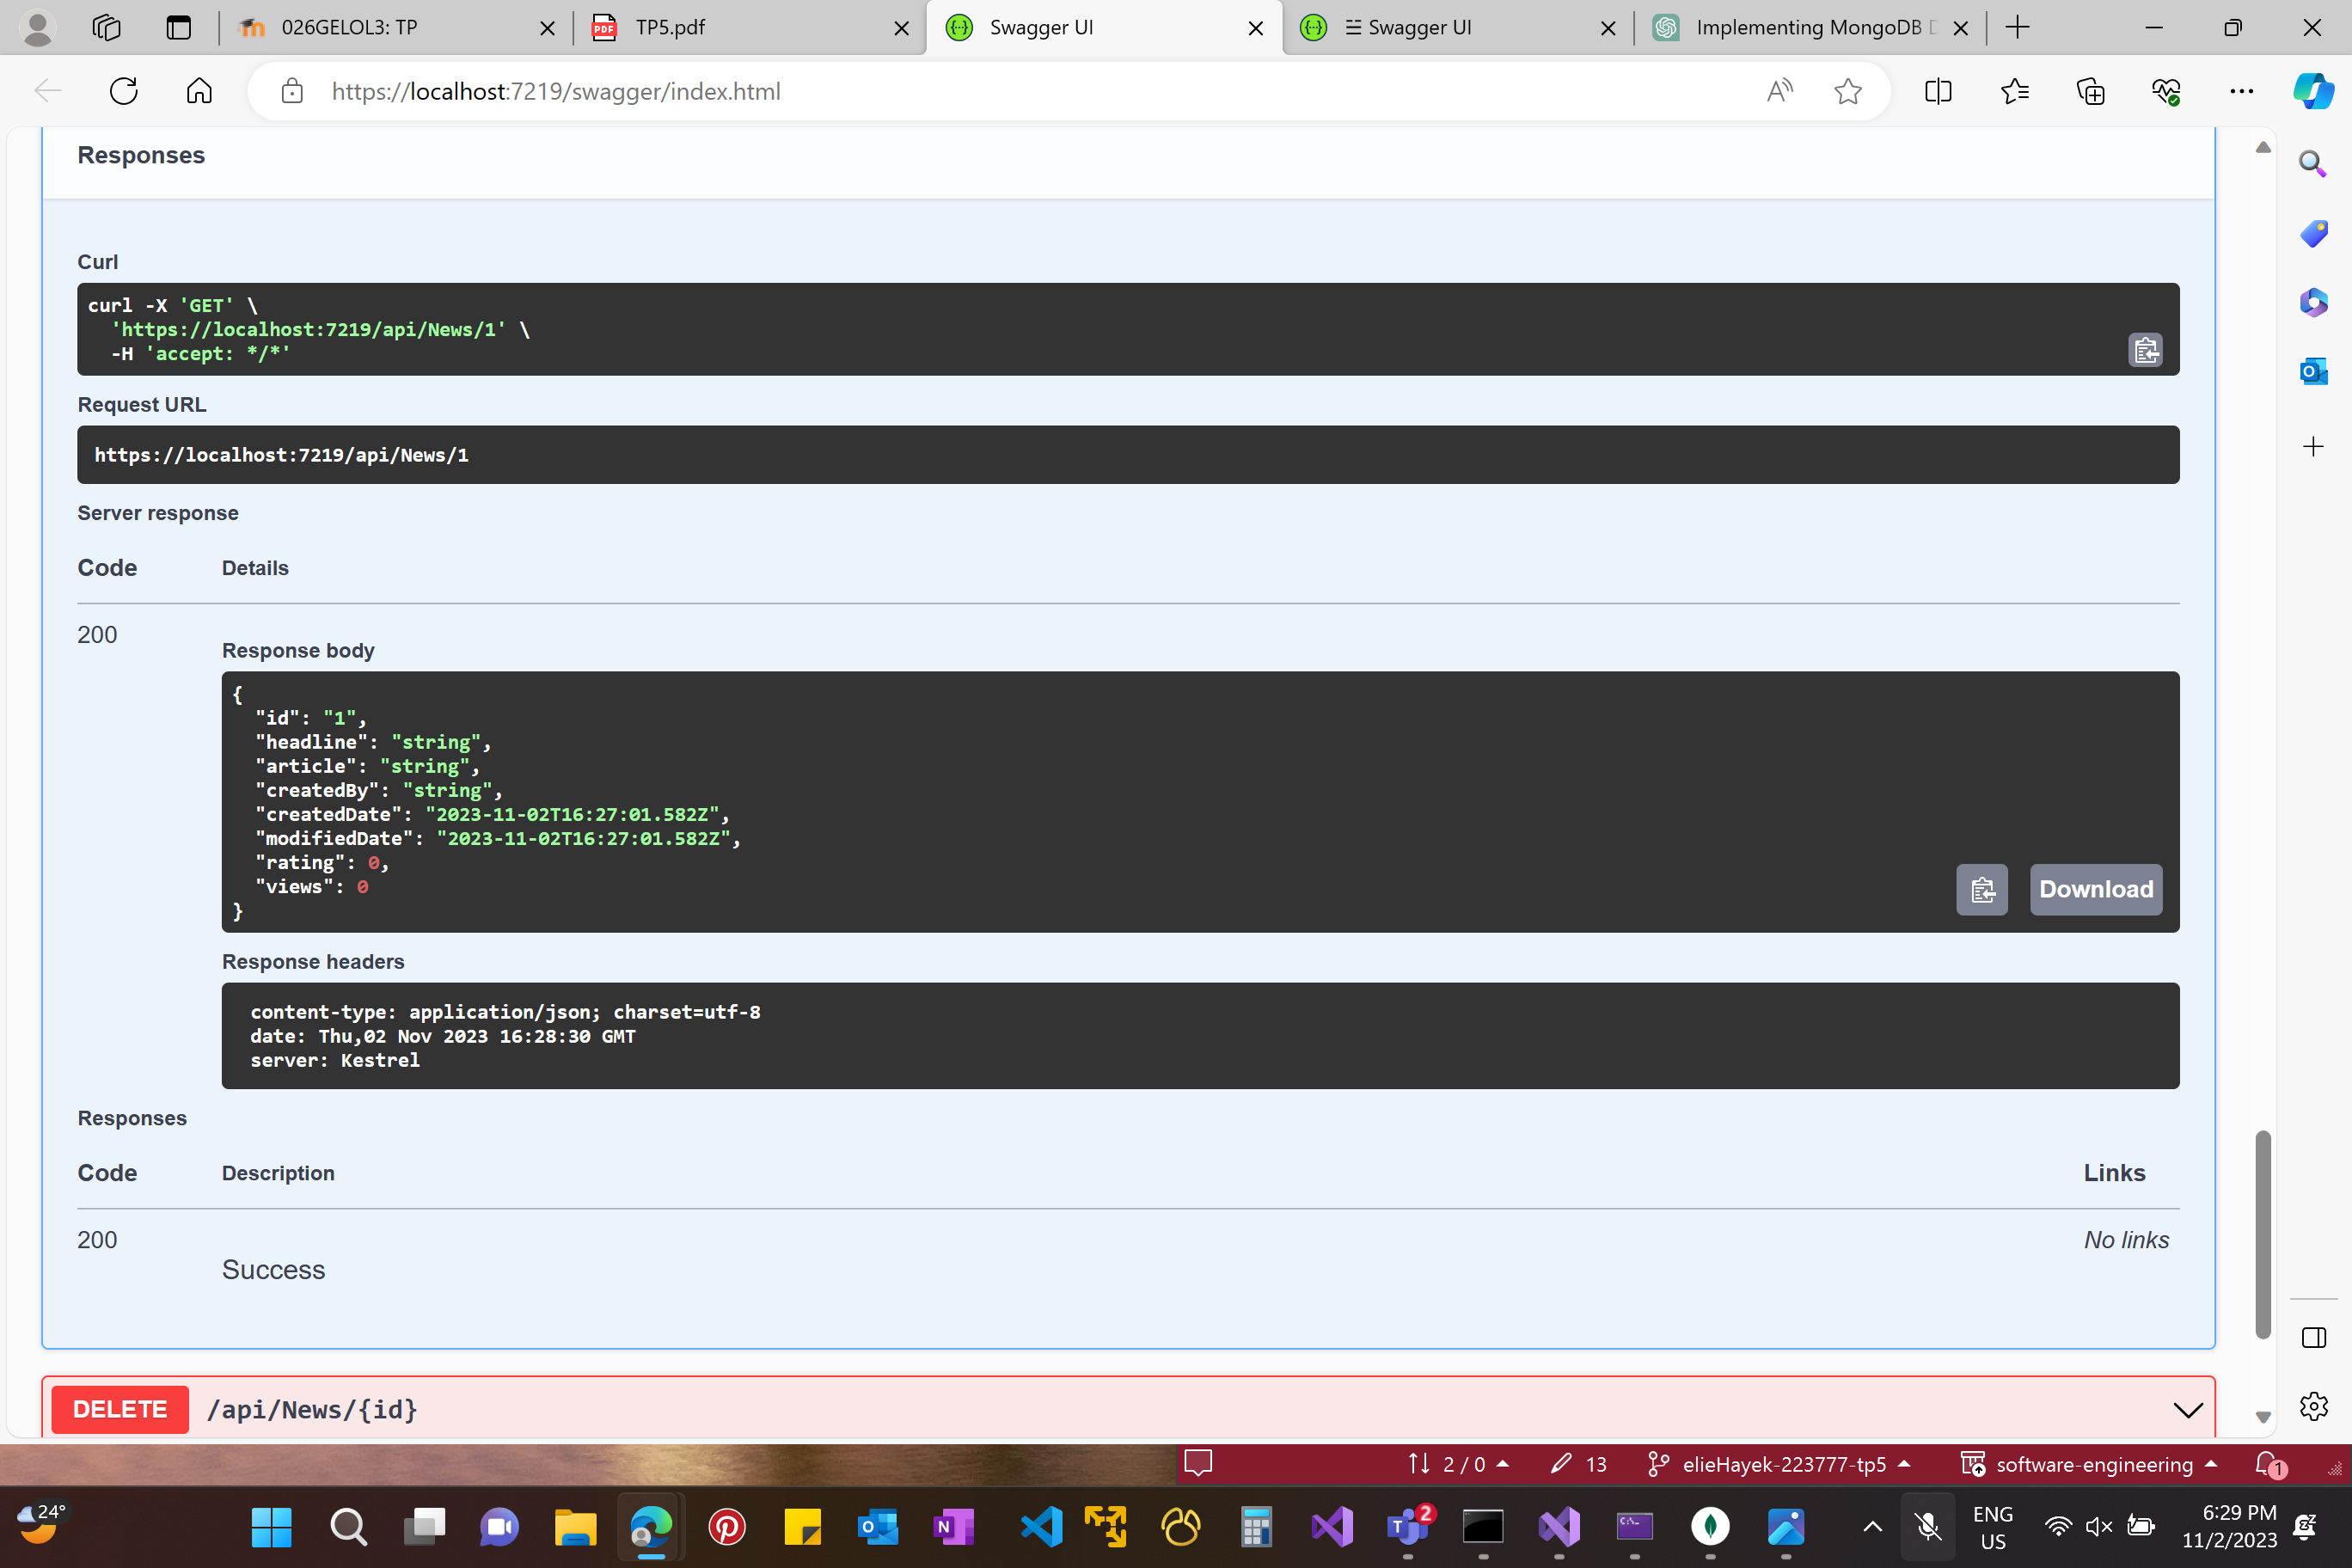 026GELOL3: TP
TP5.pdf
Swagger UI
Swagger UI
Implementing MongoDB
https://localhost:7219/swagger/index.html
Responses
Curl
curl -X 'GET' \
'https://localhost:7219/api/News/1' \
-H 'accept: */*'
Request URL
https://localhost:7219/api/News/1
Server response
Code Details
200
Response body
{
"id": "1",
"headline": "string",
"article": "string",
"createdBy": "string",
"createdDate": "2023-11-02T16:27:01.582Z",
"modifiedDate": "2023-11-02T16:27:01.582Z",
"rating": 0,
"views": 0
}
Download
Response headers
content-type: application/json; charset=utf-8
date: Thu,02 Nov 2023 16:28:30 GMT
server: Kestrel
Responses
Code Description Links
200 No links
Success
DELETE /api/News/{id}
2 / 0 13 elieHayek-223777-tp5 software-engineering 1
24°
2
ENG
US
6:29 PM
11/2/2023